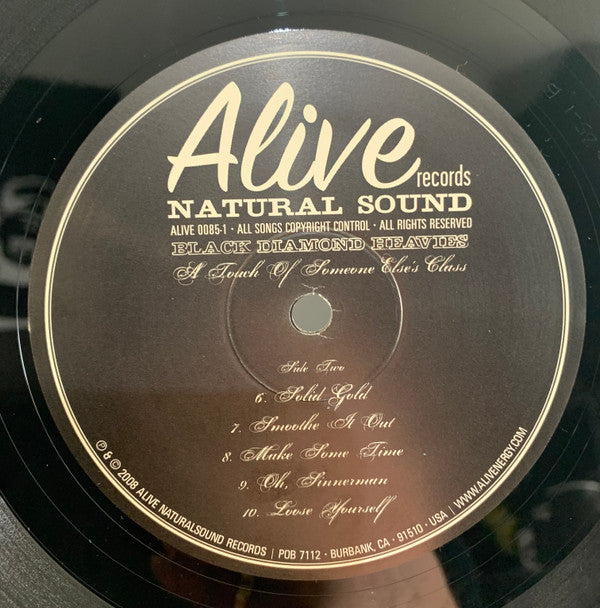 Alive records
NATURAL SOUND
ALIVE 0085-1 · ALL SONGS COPYRIGHT CONTROL · ALL RIGHTS RESERVED
BLACK DIAMOND HEAVIES
A Touch Of Someone Else's Class
Side Two
6. Solid Gold
7. Smoothe It Out
8. Make Some Time
9. Oh, Sinnerman
10. Loose Yourself
℗ & © 2008 ALIVE NATURALSOUND RECORDS | POB 7112 · BURBANK, CA · 91510 · USA | WWW.ALIVENERGY.COM